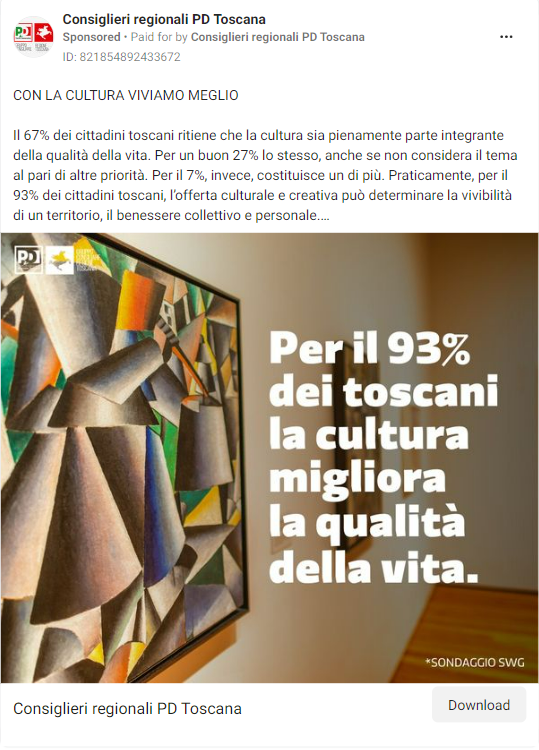 Consiglieri regionali PD Toscana
Sponsored • Paid for by Consiglieri regionali PD Toscana
ID: 821854892433672
CON LA CULTURA VIVIAMO MEGLIO
Il 67% dei cittadini toscani ritiene che la cultura sia pienamente parte integrante
della qualità della vita. Per un buon 27% lo stesso, anche se non considera il tema
al pari di altre priorità. Per il 7%, invece, costituisce un di più. Praticamente, per il
93% dei cittadini toscani, l’offerta culturale e creativa può determinare la vivibilità
di un territorio, il benessere collettivo e personale....
PD
Per il 93%
dei toscani
la cultura
migliora
la qualità
della vita.
*SONDAGGIO SWG
Consiglieri regionali PD Toscana
Download